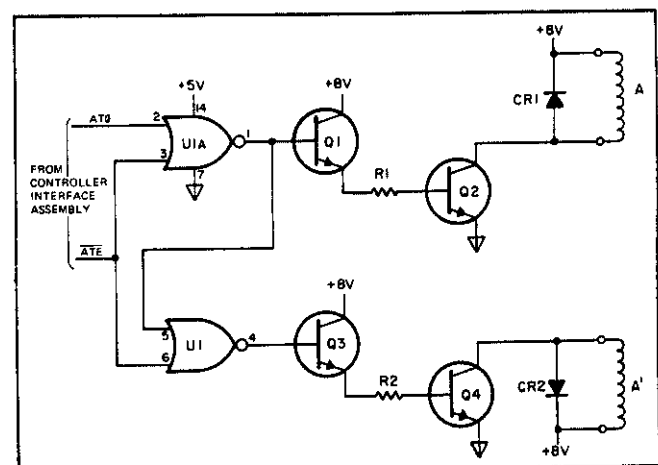 +5V
14
AT0
2
3
U1A
1
7
FROM
CONTROLLER
INTERFACE
ASSEMBLY
ATE
+8V
Q1
R1
Q2
+8V
CR1
A
5
6
U1
4
+8V
Q3
R2
Q4
CR2
A'
+8V